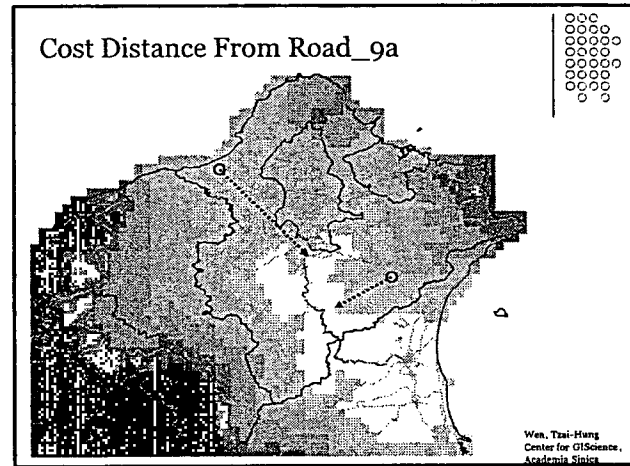 Cost Distance From Road_9a
Wen, Tzai-Hung
Center for GIScience,
Academia Sinica